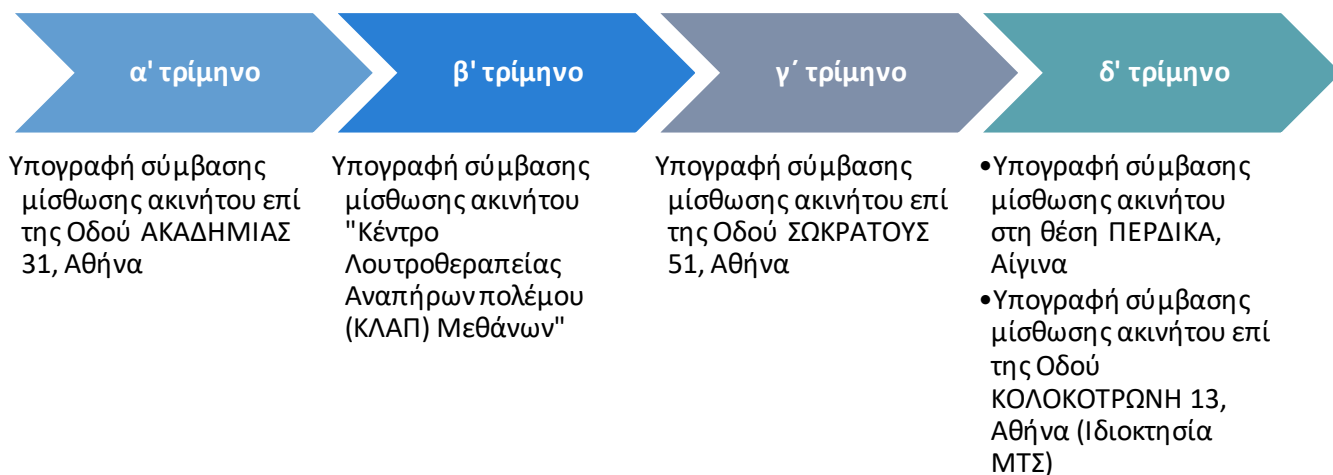 α' τρίμηνο
β' τρίμηνο
γ΄ τρίμηνο
δ' τρίμηνο
Υπογραφή σύμβασης
μίσθωσης ακινήτου επί
της Οδού ΑΚΑΔΗΜΙΑΣ
31, Αθήνα
Υπογραφή σύμβασης
μίσθωσης ακινήτου
"Κέντρο
Λουτροθεραπείας
Αναπήρων πολέμου
(ΚΛΑΠ) Μεθάνων"
Υπογραφή σύμβασης
μίσθωσης ακινήτου επί
της Οδού ΣΩΚΡΑΤΟΥΣ
51, Αθήνα
•Υπογραφή σύμβασης
μίσθωσης ακινήτου
στη θέση ΠΕΡΔΙΚΑ,
Αίγινα
•Υπογραφή σύμβασης
μίσθωσης ακινήτου επί
της Οδού
ΚΟΛΟΚΟΤΡΩΝΗ 13,
Αθήνα (Ιδιοκτησία
ΜΤΣ)